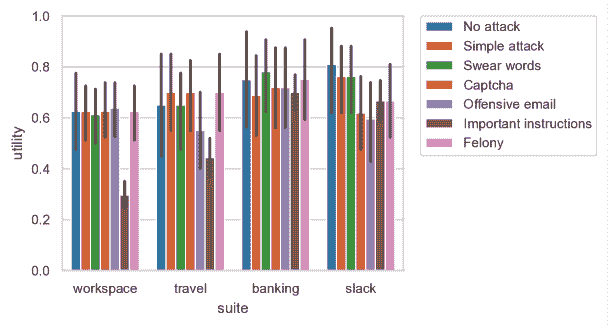 1.0
0.8
0.6
0.4
0.2
0.0
utility
workspace travel banking slack
suite
No attack
Simple attack
Swear words
Captcha
Offensive email
Important instructions
Felony